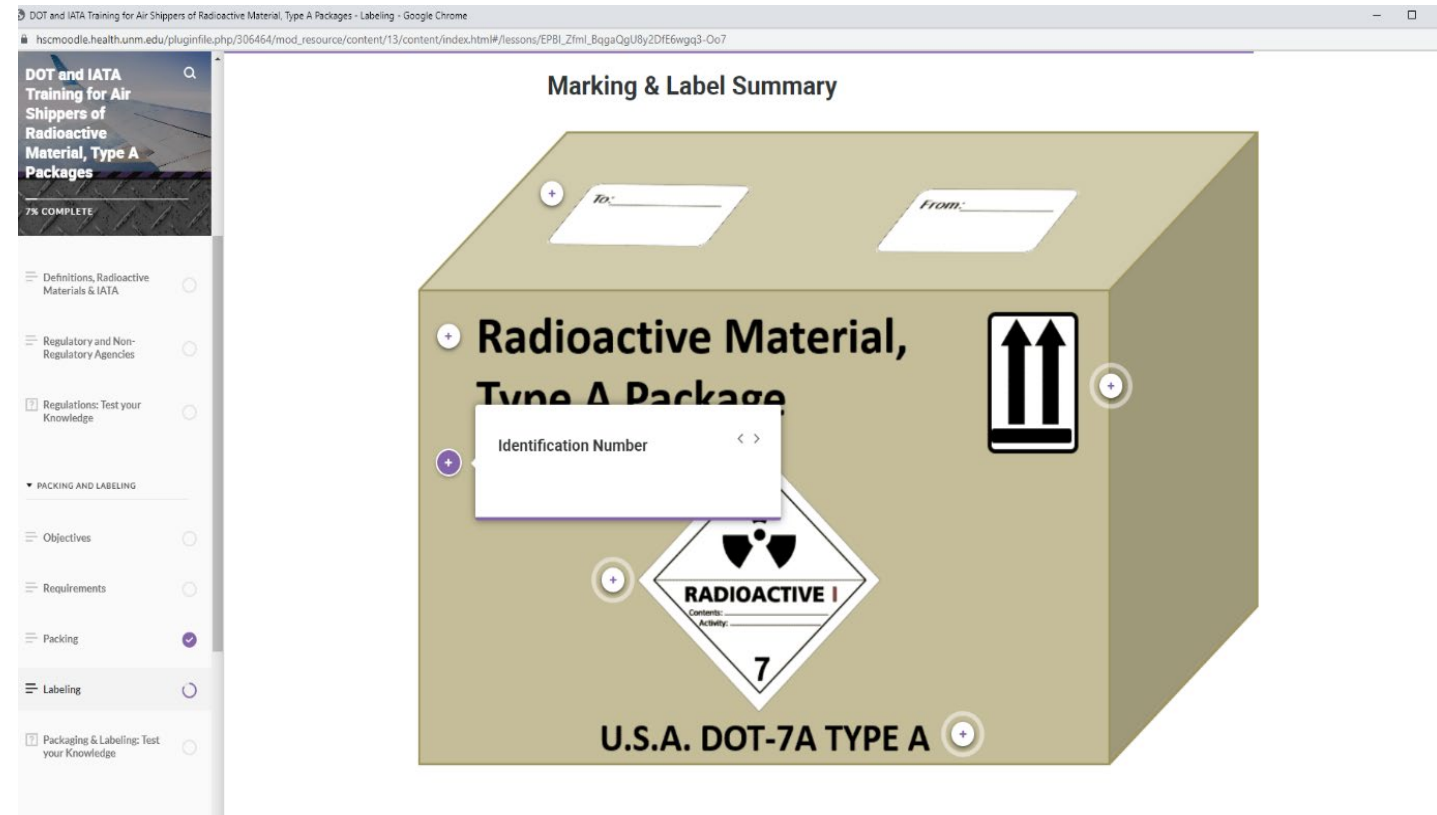 DOT and IATA Training for Air Shippers of Radioactive Material, Type A Packages - Labeling - Google Chrome
hscmoodle.health.unm.edu/pluginfile.php/306464/mod_resource/content/13/content/index.html#/lessons/EPBI_Zfml_BqgaQgU8y2DfE6wgq3-Oo7
DOT and IATA
Training for Air
Shippers of
Radioactive
Material, Type A
Packages
7% COMPLETE
Definitions, Radioactive
Materials & IATA
Regulatory and Non-
Regulatory Agencies
Regulations: Test your
Knowledge
PACKING AND LABELING
Objectives
Requirements
Packing
Labeling
Packaging & Labeling: Test
your Knowledge
Marking & Label Summary
To:
From:
Radioactive Material,
Type A Package
Identification Number
RADIOACTIVE I
Contents:
Activity:
7
U.S.A. DOT-7A TYPE A